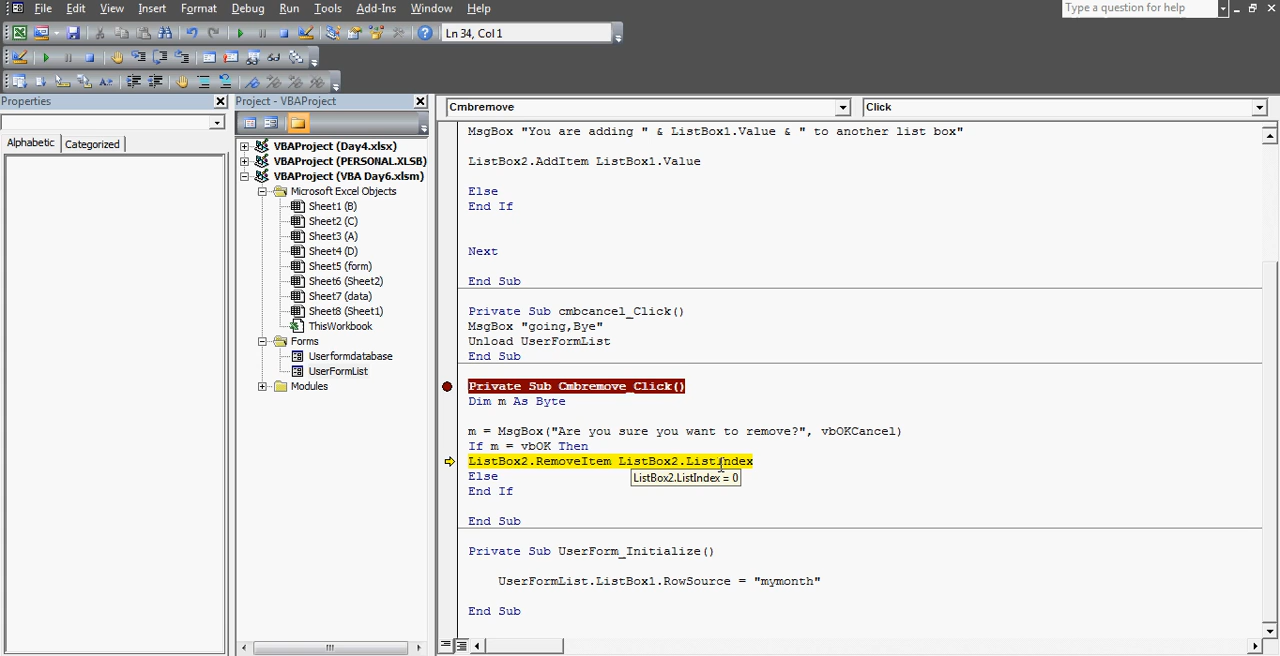 File Edit View Insert Format Debug Run Tools Add-Ins Window Help
Type a question for help
Ln 34, Col 1
Properties
Alphabetic Categorized
Project - VBAProject
VBAProject (Day4.xlsx)
VBAProject (PERSONAL.XLSB)
VBAProject (VBA Day6.xlsm)
Microsoft Excel Objects
Sheet1 (B)
Sheet2 (C)
Sheet3 (A)
Sheet4 (D)
Sheet5 (form)
Sheet6 (Sheet2)
Sheet7 (data)
Sheet8 (Sheet1)
ThisWorkbook
Forms
Userformdatabase
UserFormList
Modules
Cmbremove
Click
MsgBox "You are adding " & ListBox1.Value & " to another list box"
ListBox2.AddItem ListBox1.Value
Else
End If
Next
End Sub
Private Sub cmbcancel_Click()
MsgBox "going,Bye"
Unload UserFormList
End Sub
Private Sub Cmbremove_Click()
Dim m As Byte
m = MsgBox("Are you sure you want to remove?", vbOKCancel)
If m = vbOK Then
ListBox2.RemoveItem ListBox2.ListIndex
Else
ListBox2.ListIndex = 0
End If
End Sub
Private Sub UserForm_Initialize()
UserFormList.ListBox1.RowSource = "mymonth"
End Sub